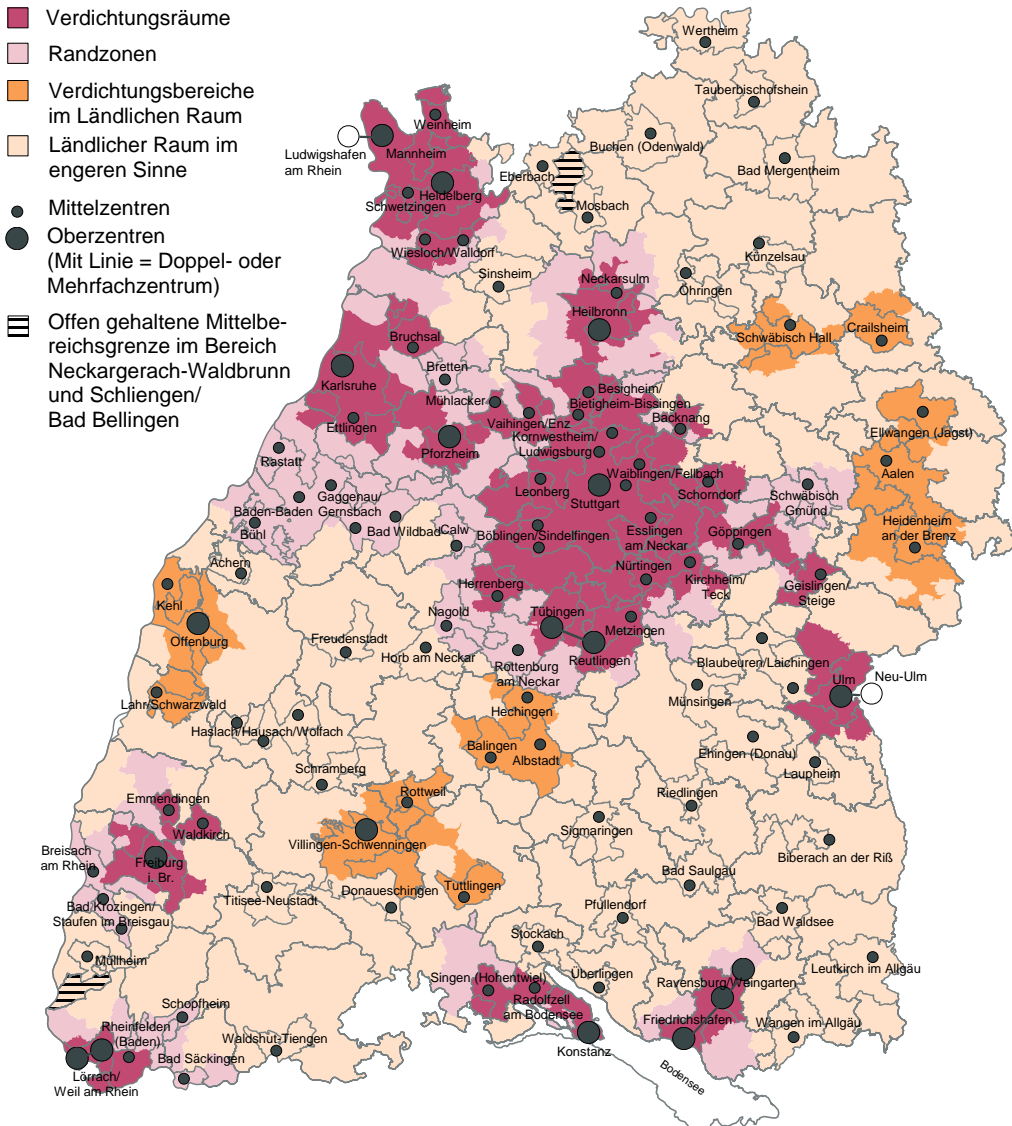 Verdichtungsräume
Randzonen
Verdichtungsbereiche
im Ländlichen Raum
Ländlicher Raum im
engeren Sinne
Mittelzentren
Oberzentren
(Mit Linie = Doppel- oder
Mehrfachzentrum)
Offen gehaltene Mittelbe-
reichsgrenze im Bereich
Neckargerach-Waldbrunn
und Schliengen/
Bad Bellingen
Wertheim
Tauberbischofshein
Weinheim
Ludwigshafen
am Rhein
Mannheim
Buchen (Odenwald)
Bad Mergentheim
Eberbach
Heidelberg
Schwetzingen
Mosbach
Wiesloch/Walldorf
Künzelsau
Sinsheim
Neckarsulm
Öhringen
Heilbronn
Bruchsal
Schwäbisch Hall
Crailsheim
Karlsruhe
Bretten
Mühlacker
Besigheim/
Bietigheim-Bissingen
Backnang
Ettlingen
Vaihingen/Enz
Kornwestheim/
Ludwigsburg
Ellwangen (Jagst)
Pforzheim
Rastatt
Aalen
Waiblingen/Fellbach
Leonberg
Stuttgart
Schorndorf
Schwäbisch
Gmünd
Gaggenau/
Gernsbach
Baden-Baden
Bühl
Bad Wildbad
Calw
Böblingen/Sindelfingen
Esslingen
am Neckar
Göppingen
Heidenheim
an der Brenz
Achern
Herrenberg
Nürtingen
Kirchheim/
Teck
Geislingen/
Steige
Kehl
Nagold
Tübingen
Metzingen
Offenburg
Freudenstadt
Horb am Neckar
Reutlingen
Rottenburg
am Neckar
Blaubeuren/Laichingen
Ulm
Neu-Ulm
Lahr-Schwarzwald
Hechingen
Münsingen
Haslach/Hausach/Wolfach
Balingen
Albstadt
Ehingen (Donau)
Laupheim
Schramberg
Emmendingen
Rottweil
Riedlingen
Waldkirch
Sigmaringen
Breisach
am Rhein
Freiburg
i. Br.
Villingen-Schwenningen
Biberach an der Riß
Bad Saulgau
Donaueschingen
Tuttlingen
Titisee-Neustadt
Bad Krozingen/
Staufen im Breisgau
Pfullendorf
Bad Waldsee
Stockach
Müllheim
Leutkirch im Allgäu
Singen (Hohentwiel)
Überlingen
Ravensburg/Weingarten
Radolfzell
am Bodensee
Schopfheim
Friedrichshafen
Wangen im Allgäu
Rheinfelden
(Baden)
Waldshut-Tiengen
Konstanz
Bad Säckingen
Lörrach/
Weil am Rhein
Bodensee